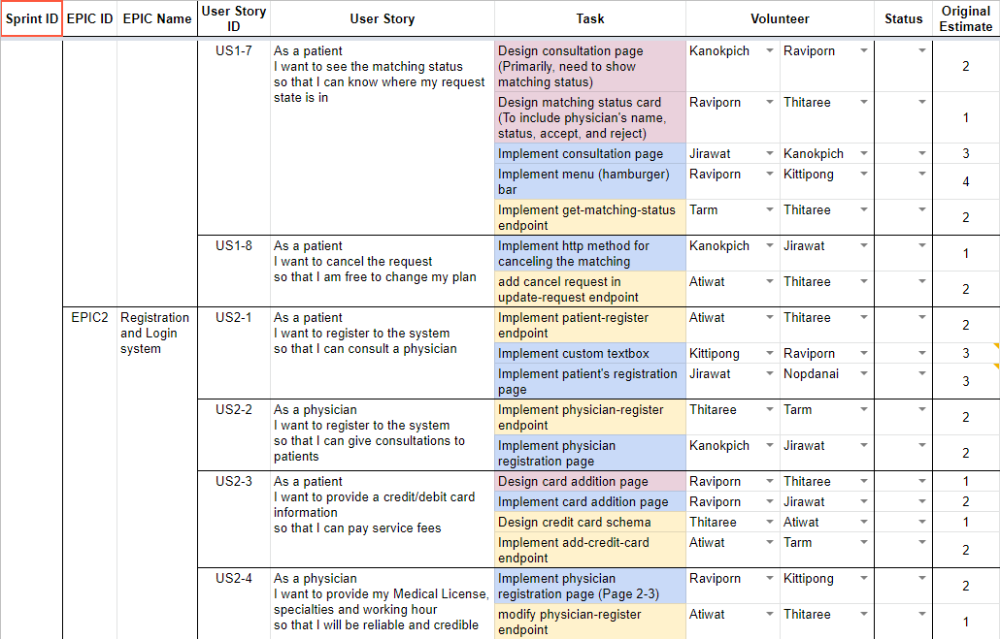 Sprint ID EPIC ID EPIC Name User Story ID User Story Task Volunteer Status Original Estimate
US1-7 As a patient Design consultation page Kanokpich Raviporn 2
I want to see the matching status (Primarily, need to show
so that I can know where my request matching status)
state is in
Design matching status card Raviporn Thitaree 1
(To include physician's name,
status, accept, and reject)
Implement consultation page Jirawat Kanokpich 3
Implement menu (hamburger) Raviporn Kittipong 4
bar
Implement get-matching-status Tarm Thitaree 2
endpoint
US1-8 As a patient Implement http method for Kanokpich Jirawat 1
I want to cancel the request canceling the matching
so that I am free to change my plan
add cancel request in Atiwat Thitaree 2
update-request endpoint
EPIC2 Registration US2-1 As a patient Implement patient-register Atiwat Thitaree 2
and Login I want to register to the system endpoint
system so that I can consult a physician
Implement custom textbox Kittipong Raviporn 3
Implement patient's registration Jirawat Nopdanai 3
page
US2-2 As a physician Implement physician-register Thitaree Tarm 2
I want to register to the system endpoint
so that I can give consultations to Implement physician Kanokpich Jirawat 2
patients registration page
US2-3 As a patient Design card addition page Raviporn Thitaree 1
I want to provide a credit/debit card Implement card addition page Raviporn Jirawat 2
information
so that I can pay service fees Design credit card schema Thitaree Atiwat 1
Implement add-credit-card Atiwat Tarm 2
endpoint
US2-4 As a physician Implement physician Raviporn Kittipong 2
I want to provide my Medical License, registration page (Page 2-3)
specialties and working hour modify physician-register Atiwat Thitaree 1
so that I will be reliable and credible endpoint